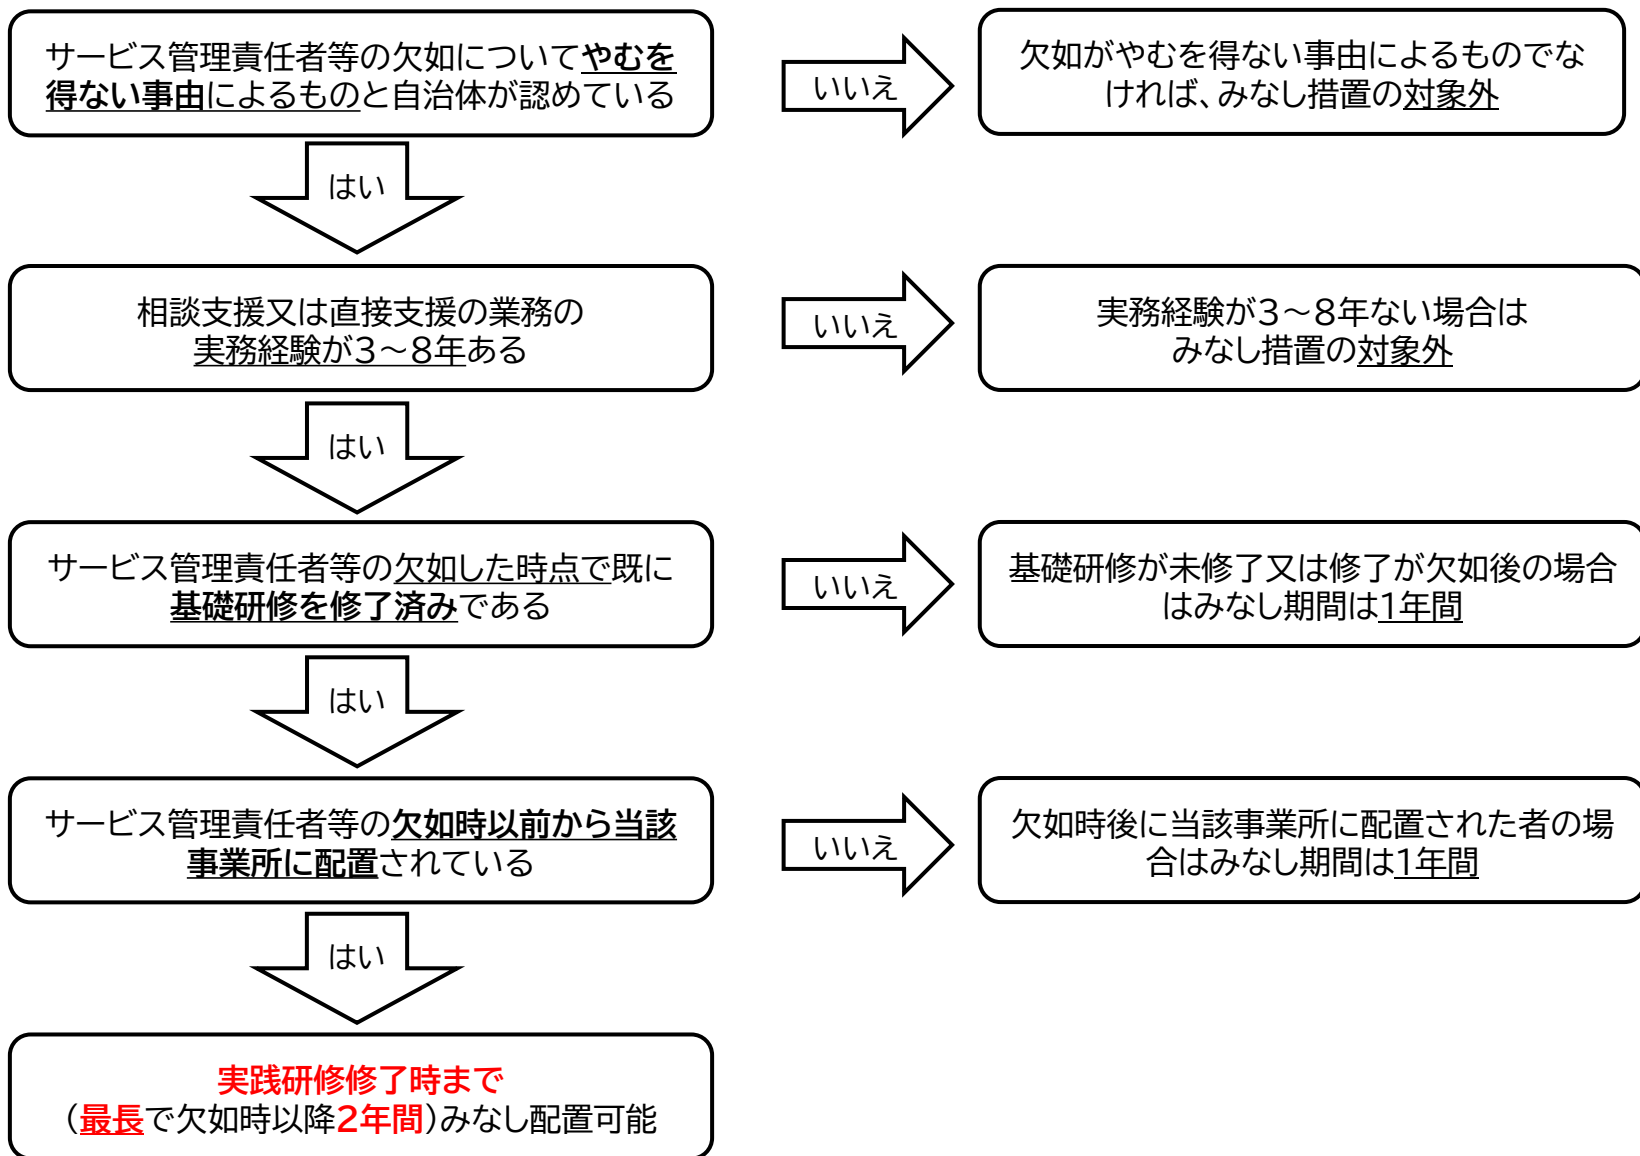 サービス管理責任者等の欠如についてやむを
得ない事由によるものと自治体が認めている
いいえ
欠如がやむを得ない事由によるものでな
ければ、みなし措置の対象外
はい
相談支援又は直接支援の業務の
実務経験が3～8年ある
いいえ
実務経験が3～8年ない場合は
みなし措置の対象外
はい
サービス管理責任者等の欠如した時点で既に
基礎研修を修了済みである
いいえ
基礎研修が未修了又は修了が欠如後の場合
はみなし期間は1年間
はい
サービス管理責任者等の欠如時以前から当該
事業所に配置されている
いいえ
欠如時後に当該事業所に配置された者の場
合はみなし期間は1年間
はい
実践研修修了時まで
（最長で欠如時以降2年間）みなし配置可能